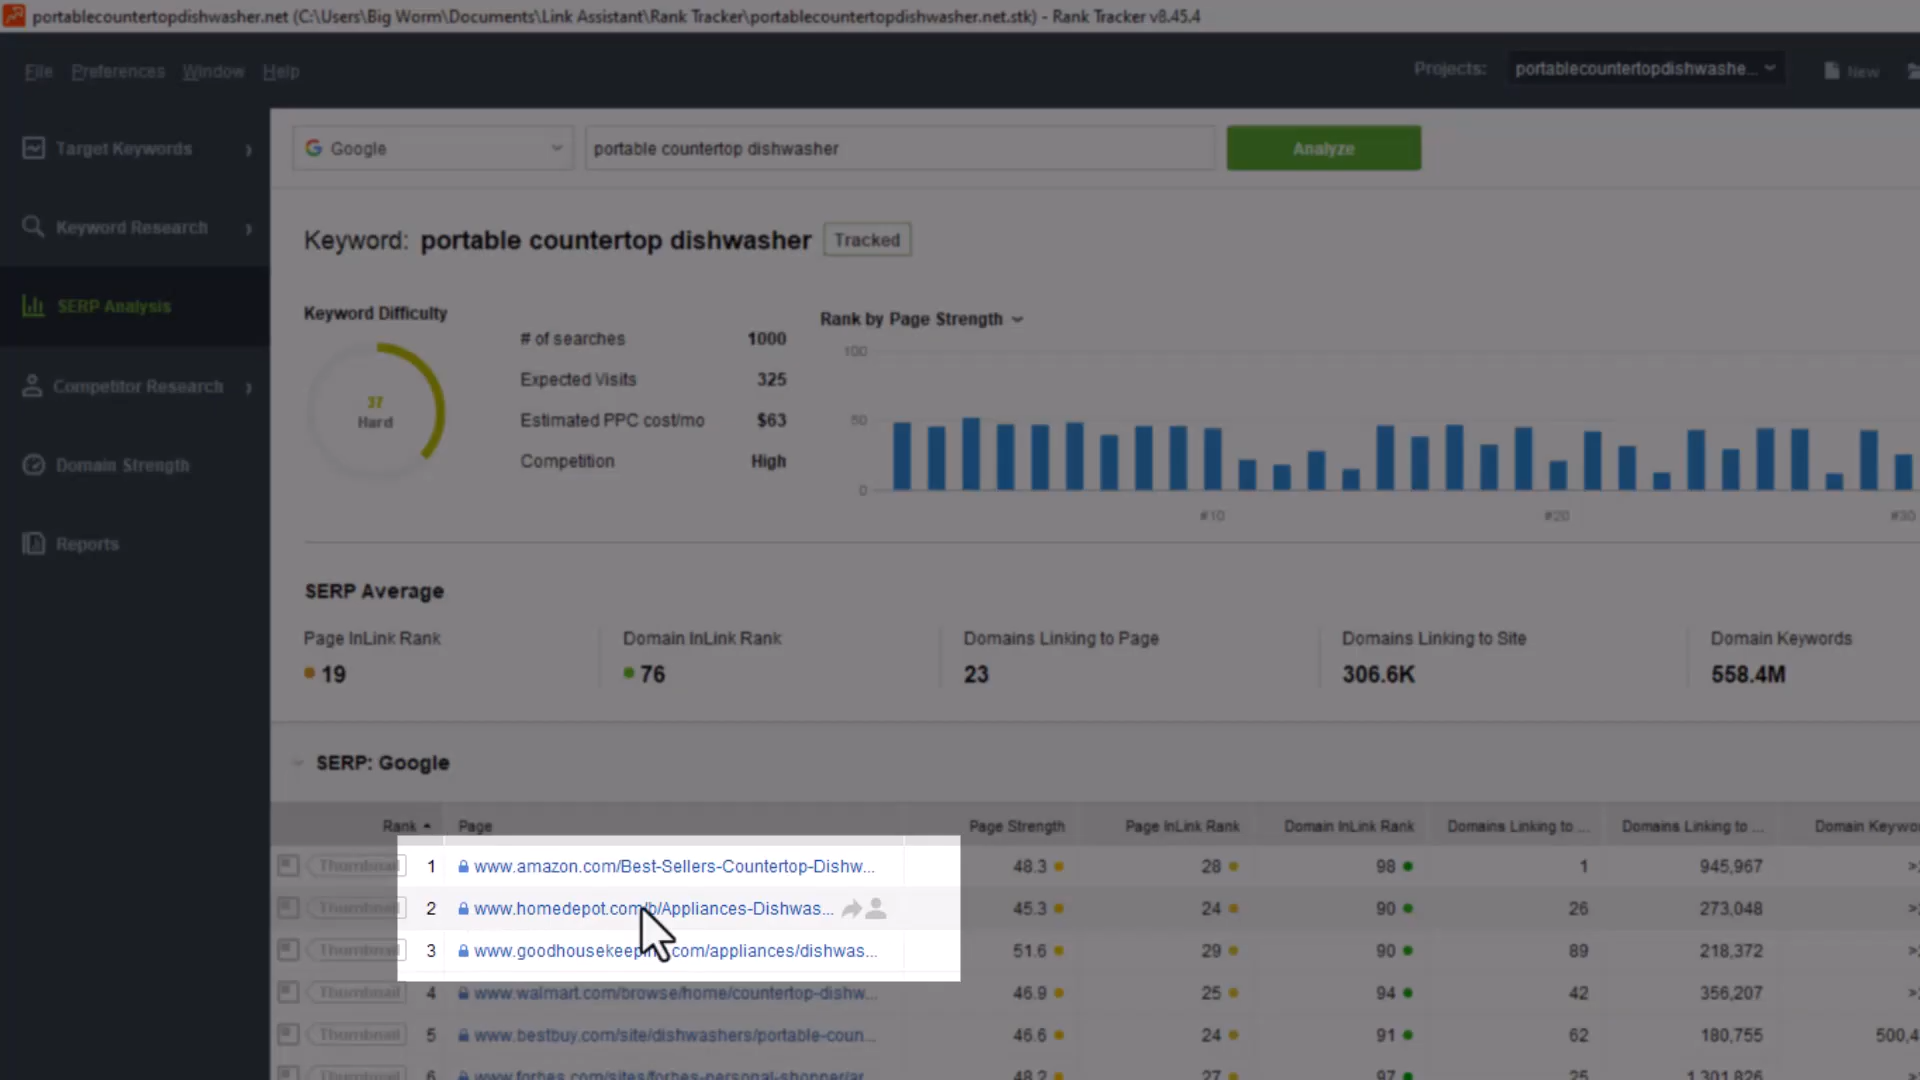 portablecountertopdishwasher.net (C:\Users\Big Worm\Documents\Link Assistant\Rank Tracker\portablecountertopdishwasher.net.stk) - Rank Tracker v8.45.4
File Preferences Window Help
Projects: portablecountertopdishwashe... New
Target Keywords
Keyword Research
SERP Analysis
Competitor Research
Domain Strength
Reports
Google portable countertop dishwasher Analyze
Keyword: portable countertop dishwasher Tracked
Keyword Difficulty
37
Hard
# of searches 1000
Expected Visits 325
Estimated PPC cost/mo $63
Competition High
Rank by Page Strength
100
50
0
#10 #20 #30
SERP Average
Page InLink Rank Domain InLink Rank Domains Linking to Page Domains Linking to Site Domain Keywords
19 76 23 306.6K 558.4M
SERP: Google
Rank Page Page Strength Page InLink Rank Domain InLink Rank Domains Linking to ... Domains Linking to ... Domain Keywo
Thumbnail 1 www.amazon.com/Best-Sellers-Countertop-Dishw... 48.3 28 98 1 945,967
Thumbnail 2 www.homedepot.com/b/Appliances-Dishwas... 45.3 24 90 26 273,048
Thumbnail 3 www.goodhousekeeping.com/appliances/dishwas... 51.6 29 90 89 218,372
Thumbnail 4 www.walmart.com/browse/home/countertop-dishw... 46.9 25 94 42 356,207
Thumbnail 5 www.bestbuy.com/site/dishwashers/portable-coun... 46.6 24 91 62 180,755 500,4
6 www.forbes.com/sites/forbes-personal-shopper/ar... 48.2 27 97 25 1,301,826